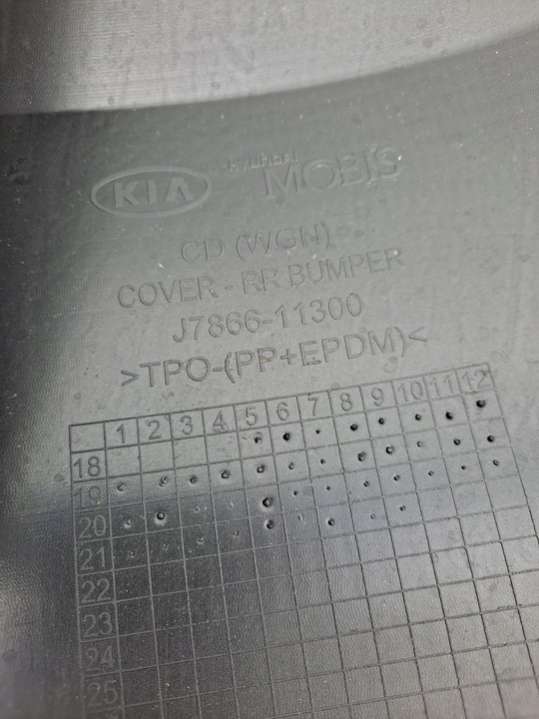 KIA HYUNDAI MOBIS
CD (WGN)
COVER - RR BUMPER
J7866-11300
>TPO-(PP+EPDM)<
1 2 3 4 5 6 7 8 9 10 11 12
18
19
20
21
22
23
24
25